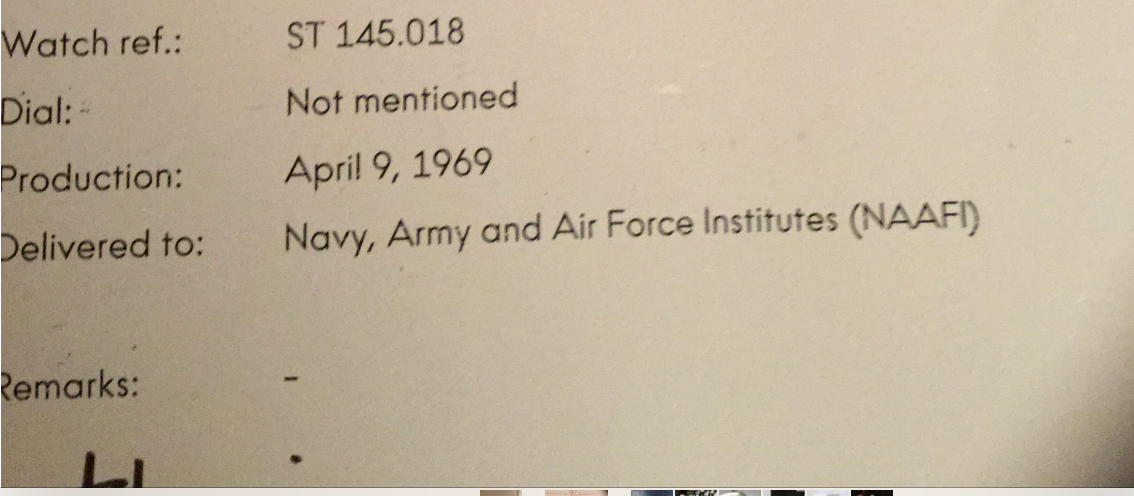 Watch ref.: ST 145.018
Dial: Not mentioned
Production: April 9, 1969
Delivered to: Navy, Army and Air Force Institutes (NAAFI)
Remarks: -